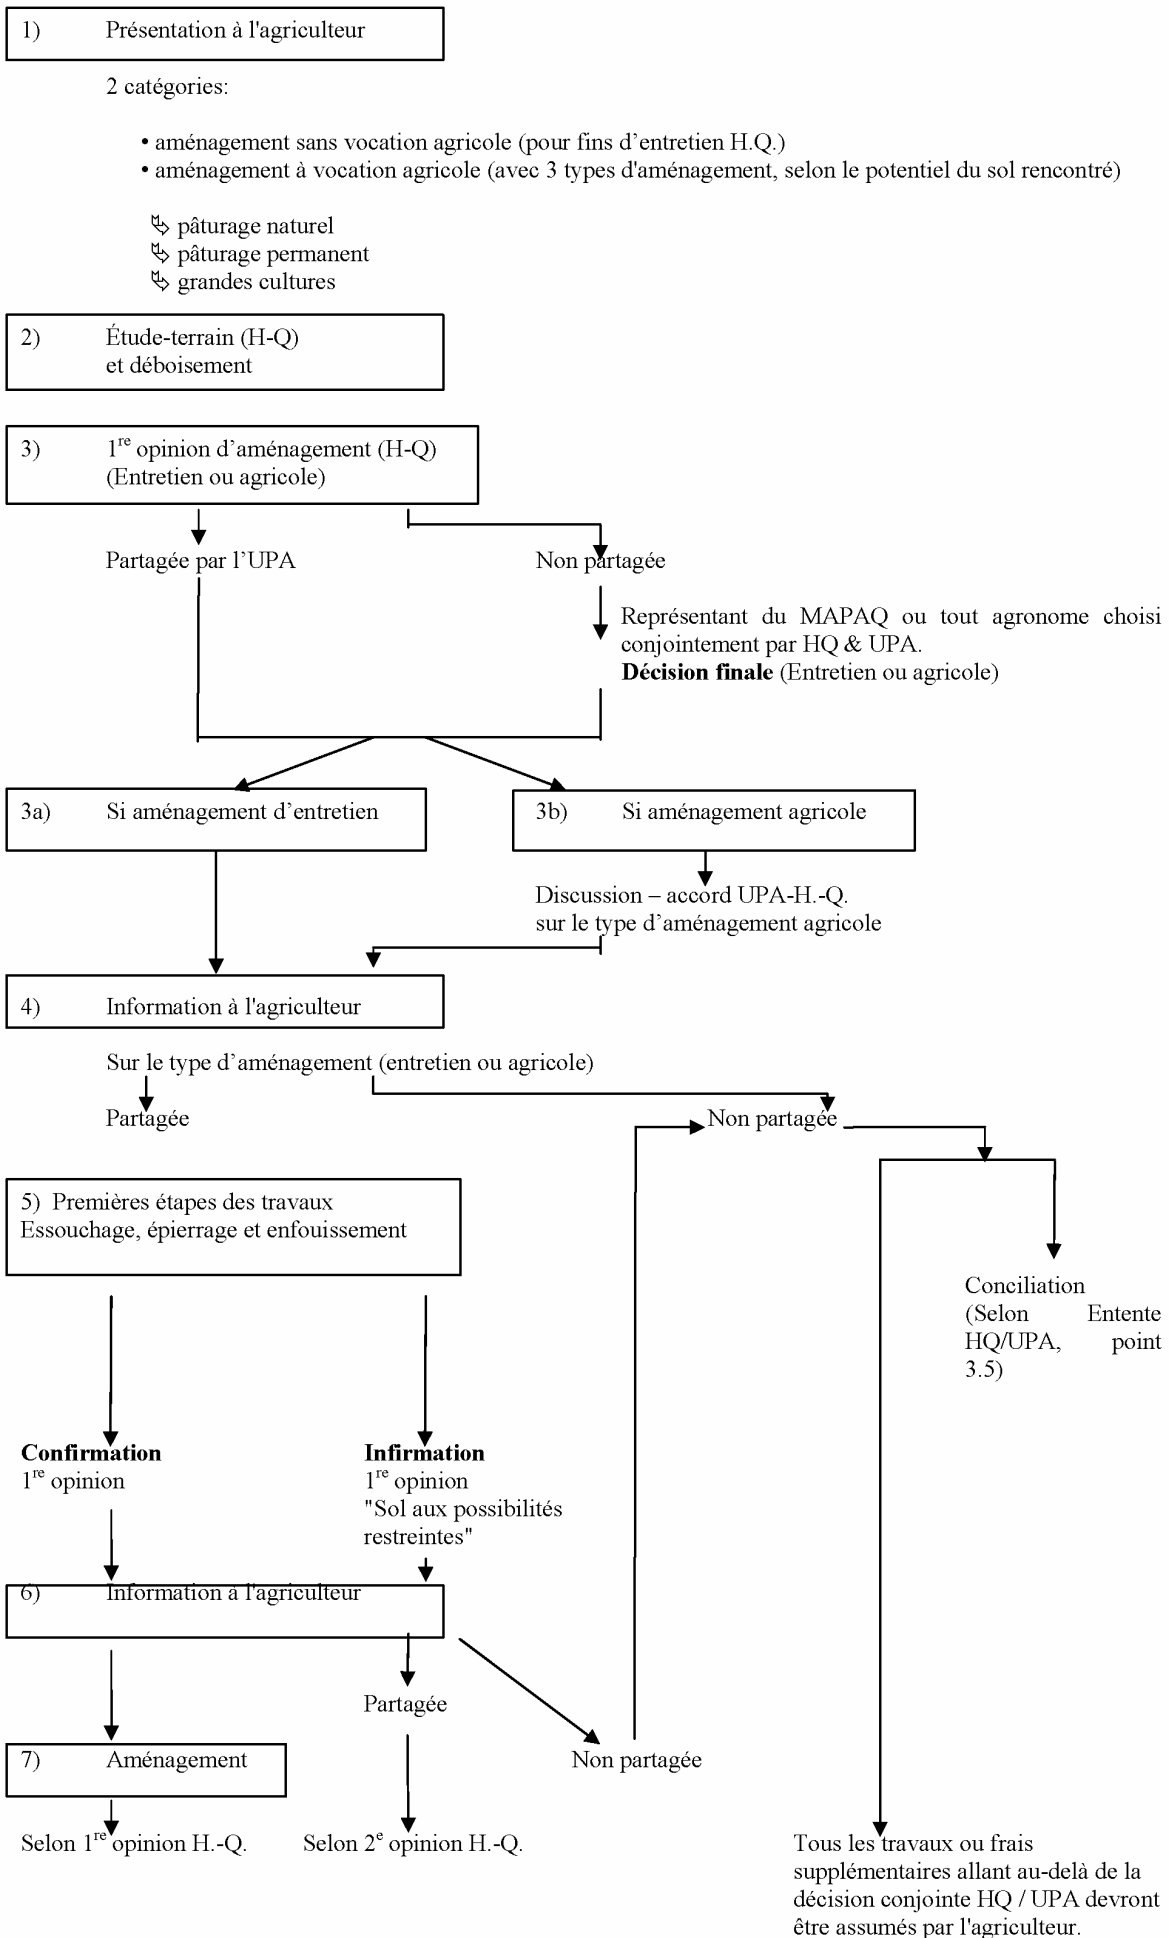 1) Présentation à l'agriculteur
2 catégories:
• aménagement sans vocation agricole (pour fins d’entretien H.Q.)
• aménagement à vocation agricole (avec 3 types d'aménagement, selon le potentiel du sol rencontré)
pâturage naturel
pâturage permanent
grandes cultures
2) Étude-terrain (H-Q)
et déboisement
3) 1re opinion d’aménagement (H-Q)
(Entretien ou agricole)
Partagée par l’UPA
Non partagée
Représentant du MAPAQ ou tout agronome choisi
conjointement par HQ & UPA.
Décision finale (Entretien ou agricole)
3a) Si aménagement d’entretien
3b) Si aménagement agricole
Discussion – accord UPA-H.-Q.
sur le type d’aménagement agricole
4) Information à l'agriculteur
Sur le type d’aménagement (entretien ou agricole)
Partagée
Non partagée
5) Premières étapes des travaux
Essouchage, épierrage et enfouissement
Conciliation
(Selon Entente
HQ/UPA, point
3.5)
Confirmation
1re opinion
Infirmation
1re opinion
"Sol aux possibilités
restreintes"
6) Information à l'agriculteur
Partagée
Non partagée
7) Aménagement
Selon 1re opinion H.-Q.
Selon 2e opinion H.-Q.
Tous les travaux ou frais
supplémentaires allant au-delà de la
décision conjointe HQ / UPA devront
être assumés par l'agriculteur.